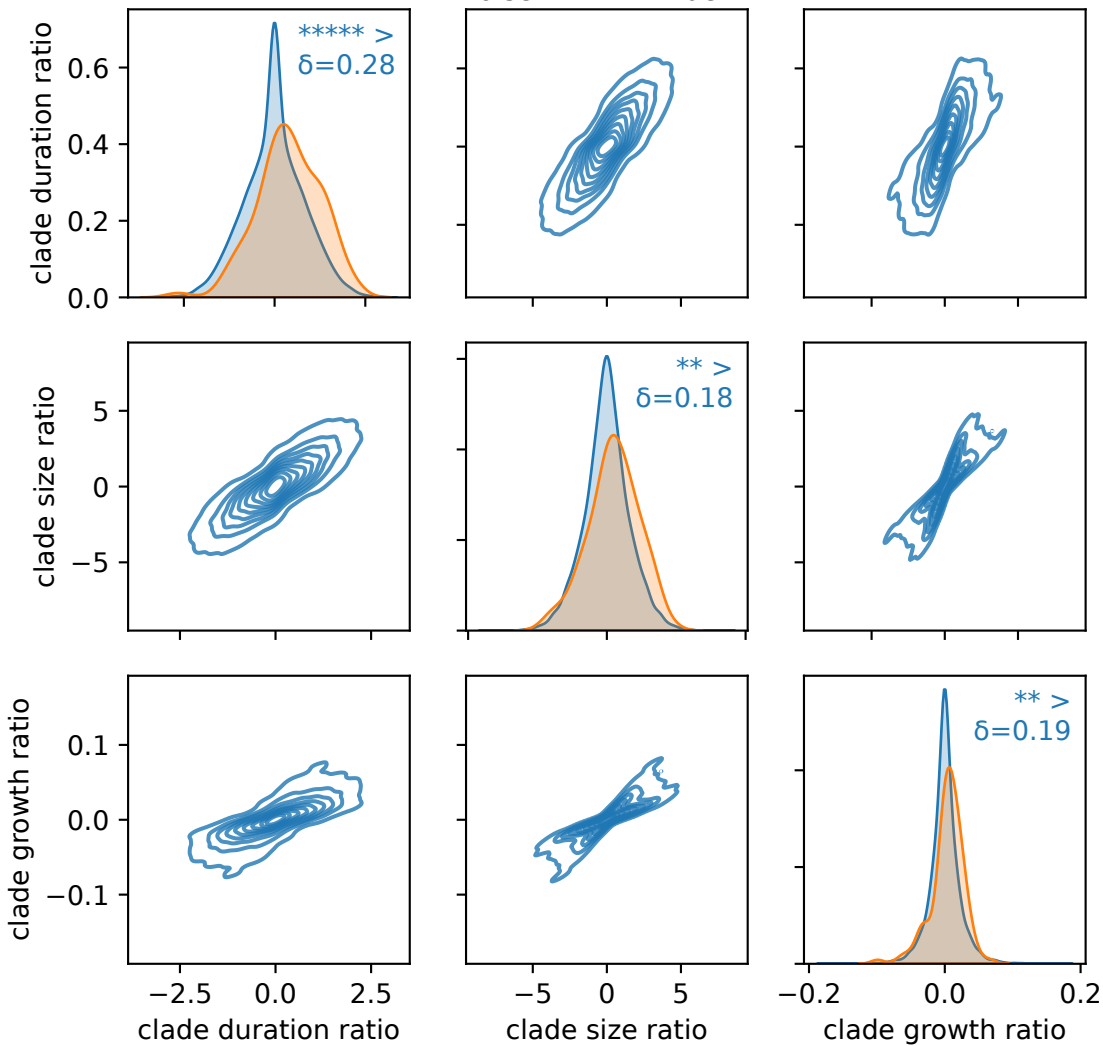 clade duration ratio
0.6
0.4
0.2
0.0
***** >
δ=0.28
clade size ratio
5
0
−5
** >
δ=0.18
clade growth ratio
0.1
0.0
−0.1
** >
δ=0.19
−2.5 0.0 2.5
clade duration ratio
−5 0 5
clade size ratio
−0.2 0.0 0.2
clade growth ratio